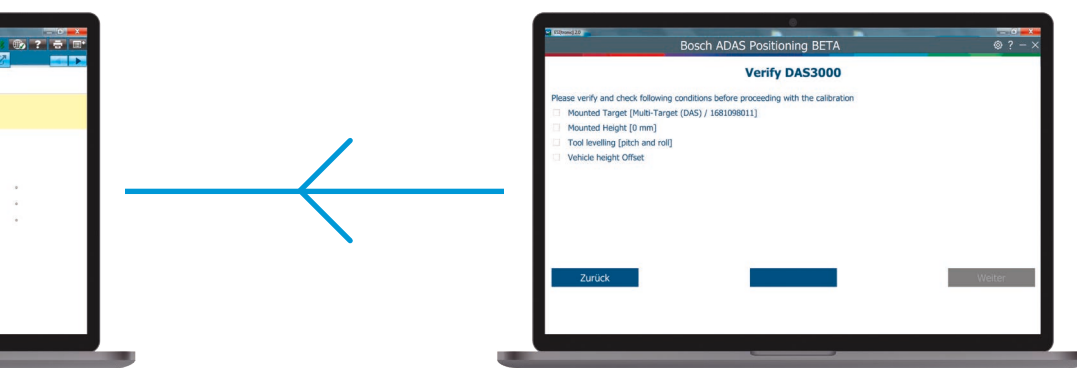 ?
Bosch ADAS Positioning BETA
?
Verify DAS3000
Please verify and check following conditions before proceeding with the calibration
Mounted Target [Multi-Target (DAS) / 1681098011]
Mounted Height [0 mm]
Tool levelling [pitch and roll]
Vehicle height Offset
Zurück
Weiter